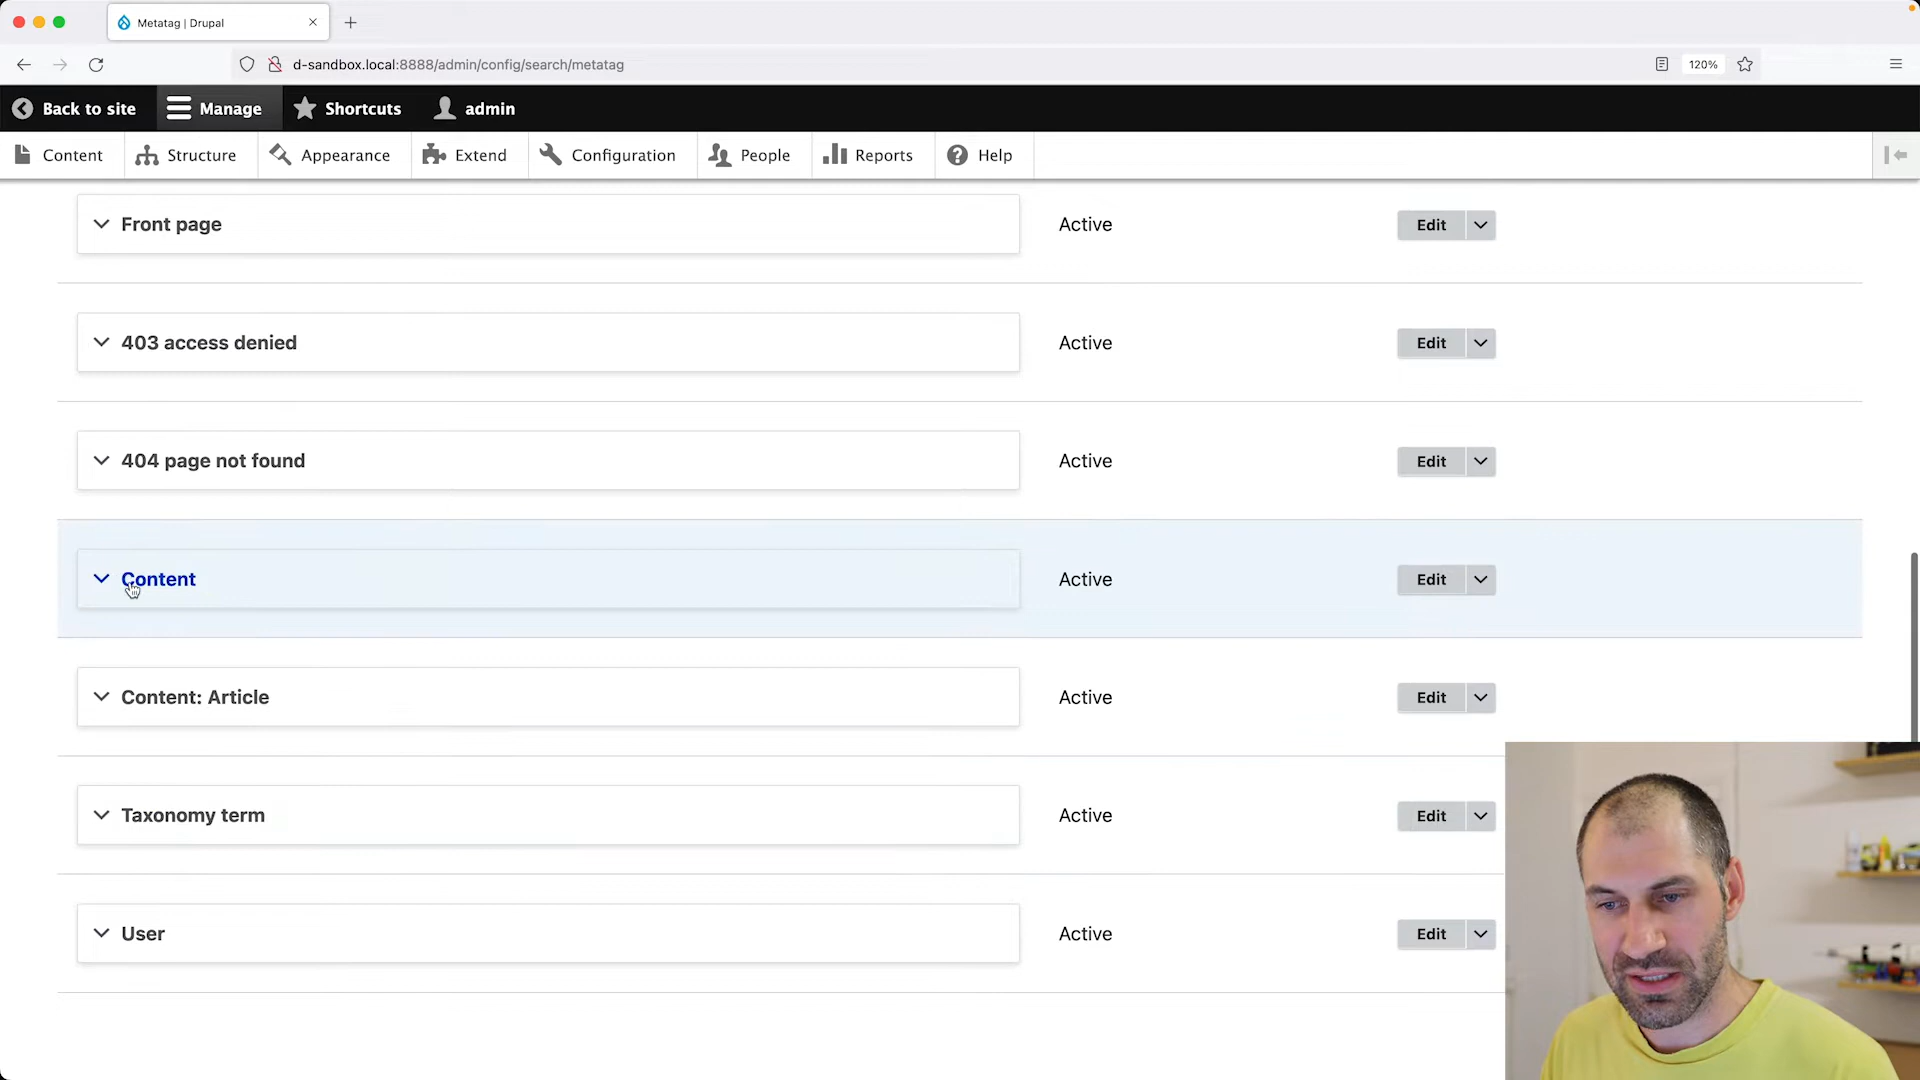 Metatag | Drupal
d-sandbox.local:8888/admin/config/search/metatag
120%
Back to site
Manage
Shortcuts
admin
Content
Structure
Appearance
Extend
Configuration
People
Reports
Help
Front page
Active
Edit
403 access denied
Active
Edit
404 page not found
Active
Edit
Content
Active
Edit
Content: Article
Active
Edit
Taxonomy term
Active
Edit
User
Active
Edit